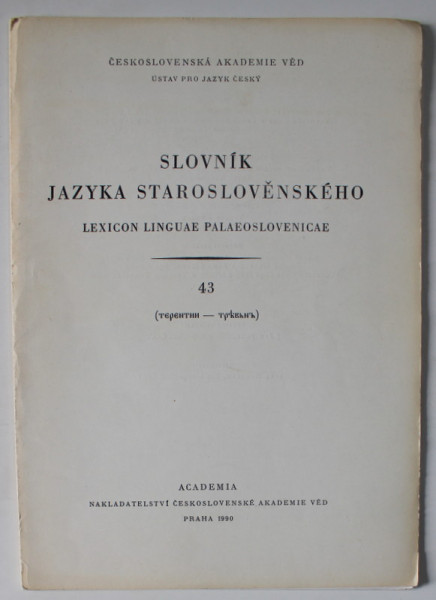 ČESKOSLOVENSKÁ AKADEMIE VĚD
ÚSTAV PRO JAZYK ČESKÝ
SLOVNÍK
JAZYKA STAROSLOVĚNSKÉHO
LEXICON LINGUAE PALAEOSLOVENICAE
43
(терентии — трѣвьнъ)
ACADEMIA
NAKLADATELSTVÍ ČESKOSLOVENSKÉ AKADEMIE VĚD
PRAHA 1990